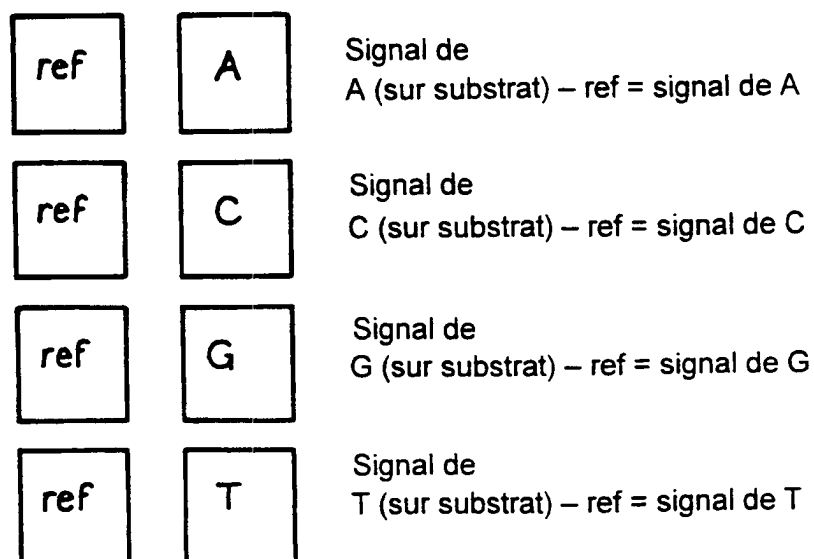 ref A Signal de
A (sur substrat) – ref = signal de A
ref C Signal de
C (sur substrat) – ref = signal de C
ref G Signal de
G (sur substrat) – ref = signal de G
ref T Signal de
T (sur substrat) – ref = signal de T